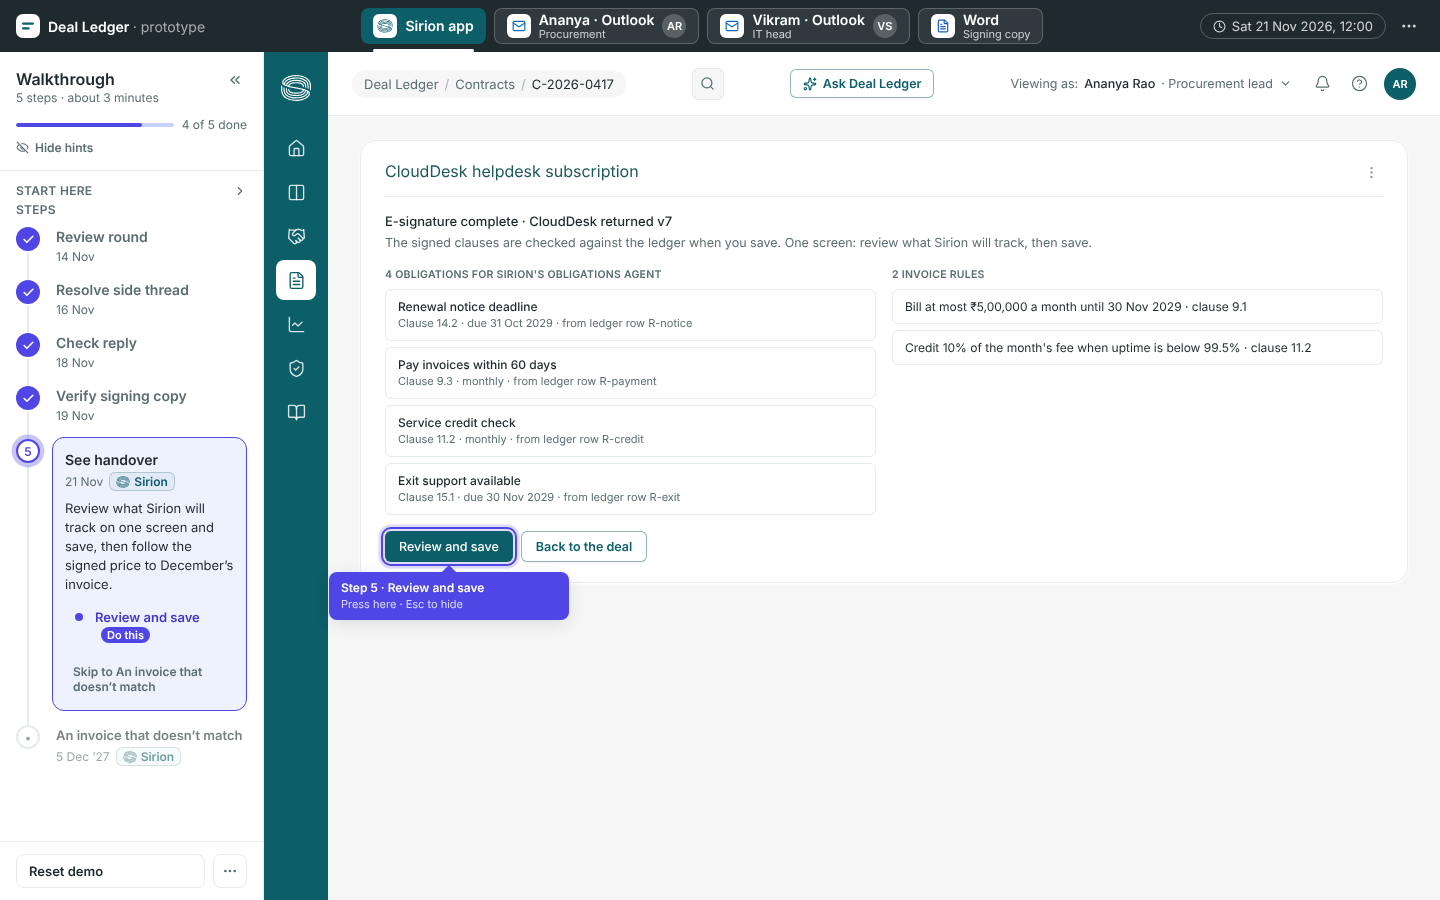 Deal Ledger · prototype
Sirion app
Ananya · Outlook
Procurement
AR
Vikram · Outlook
IT head
VS
Word
Signing copy
Sat 21 Nov 2026, 12:00
Walkthrough
5 steps · about 3 minutes
4 of 5 done
Hide hints
START HERE
STEPS
Review round
14 Nov
Resolve side thread
16 Nov
Check reply
18 Nov
Verify signing copy
19 Nov
5
See handover
21 Nov Sirion
Review what Sirion will
track on one screen and
save, then follow the
signed price to December’s
invoice.
Review and save
Do this
Skip to An invoice that
doesn’t match
An invoice that doesn’t match
5 Dec ’27 Sirion
Reset demo
Deal Ledger / Contracts / C-2026-0417
Ask Deal Ledger
Viewing as: Ananya Rao · Procurement lead
AR
CloudDesk helpdesk subscription
E-signature complete · CloudDesk returned v7
The signed clauses are checked against the ledger when you save. One screen: review what Sirion will track, then save.
4 OBLIGATIONS FOR SIRION'S OBLIGATIONS AGENT
Renewal notice deadline
Clause 14.2 · due 31 Oct 2029 · from ledger row R-notice
Pay invoices within 60 days
Clause 9.3 · monthly · from ledger row R-payment
Service credit check
Clause 11.2 · monthly · from ledger row R-credit
Exit support available
Clause 15.1 · due 30 Nov 2029 · from ledger row R-exit
2 INVOICE RULES
Bill at most ₹5,00,000 a month until 30 Nov 2029 · clause 9.1
Credit 10% of the month's fee when uptime is below 99.5% · clause 11.2
Review and save
Back to the deal
Step 5 · Review and save
Press here · Esc to hide